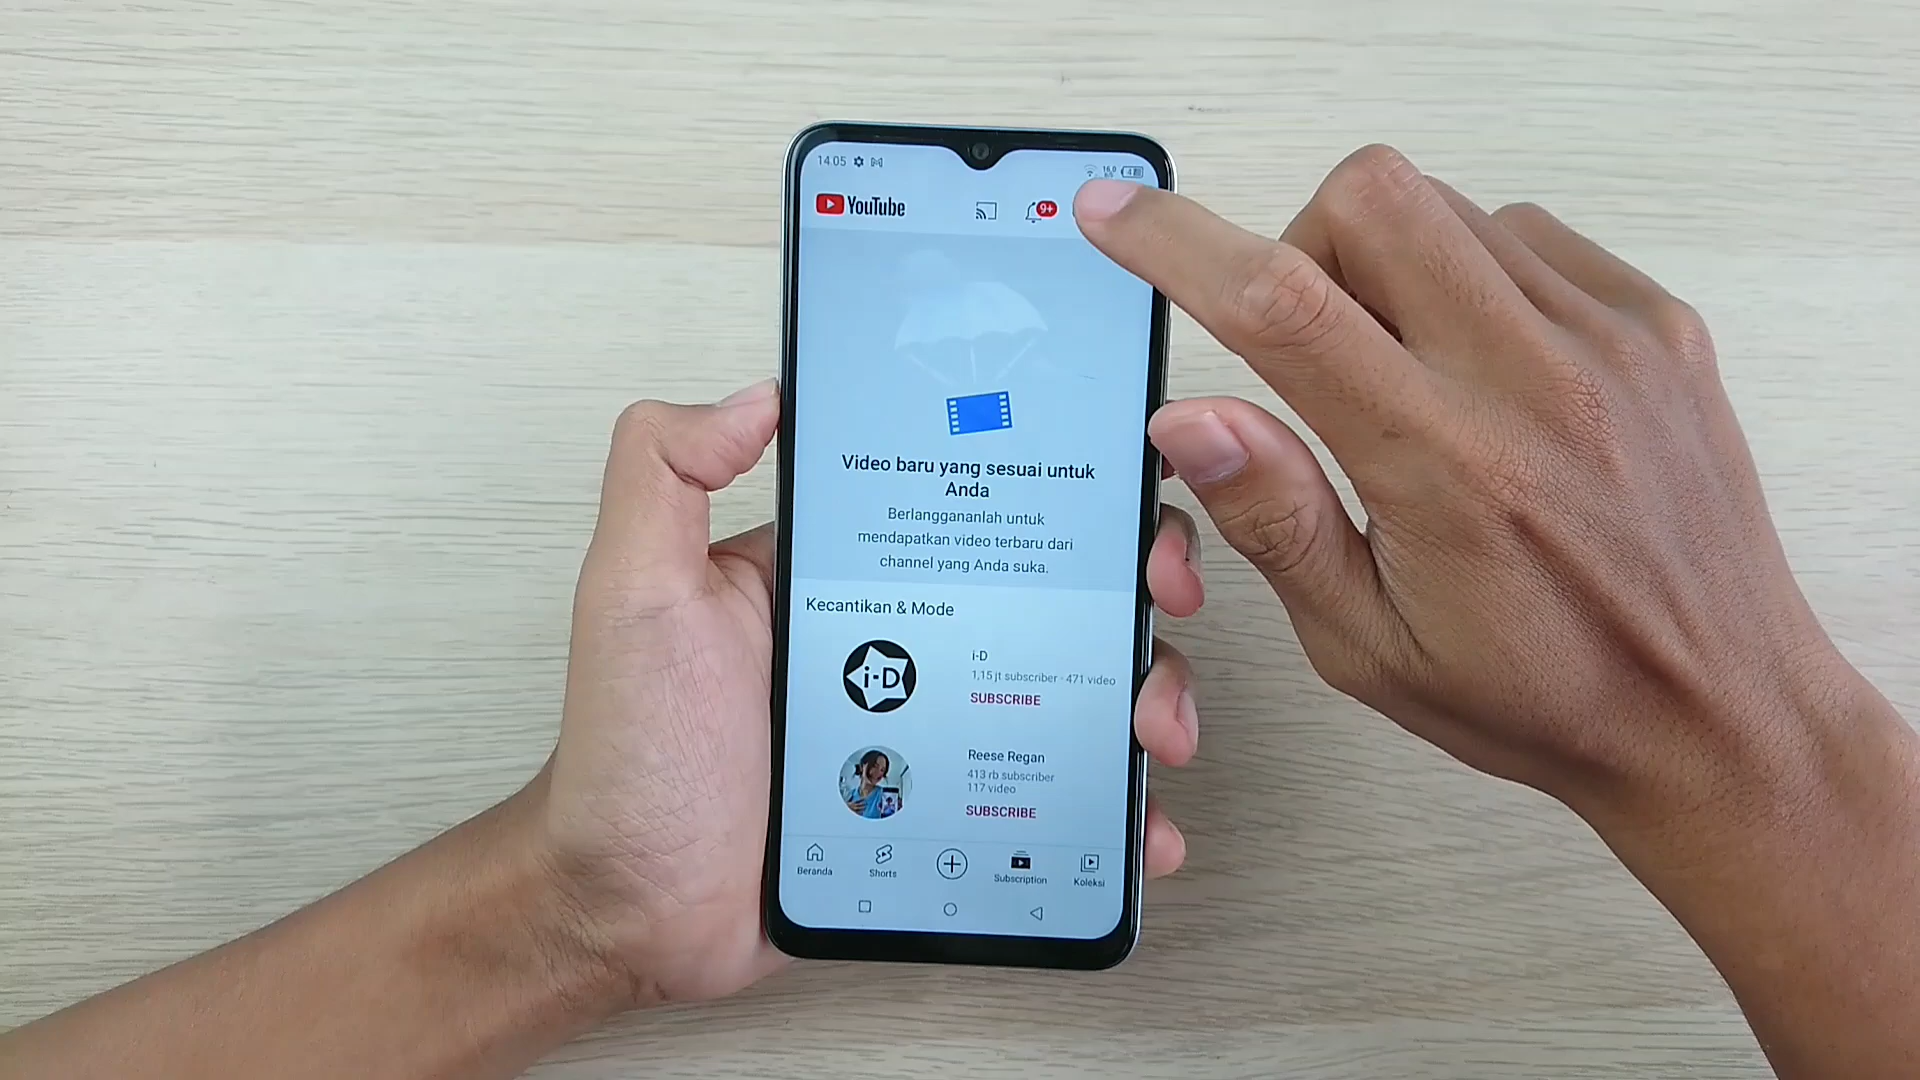 14.05
YouTube
9+
Video baru yang sesuai untuk
Anda
Berlanggananlah untuk
mendapatkan video terbaru dari
channel yang Anda suka.
Kecantikan & Mode
i-D
i-D
1,15 jt subscriber · 471 video
SUBSCRIBE
Reese Regan
413 rb subscriber
117 video
SUBSCRIBE
Beranda
Shorts
Subscription
Koleksi